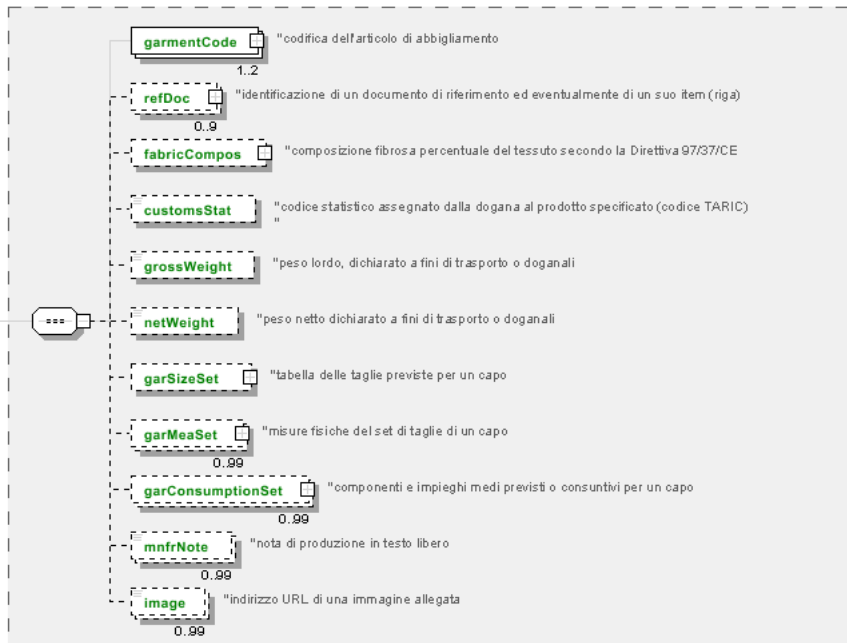 garmentCode "codifica dell'articolo di abbigliamento
1..2
refDoc "identificazione di un documento di riferimento ed eventualmente di un suo item (riga)
0..9
fabricCompos "composizione fibrosa percentuale del tessuto secondo la Direttiva 97/37/CE
customsStat "codice statistico assegnato dalla dogana al prodotto specificato (codice TARIC)
"
grossWeight "peso lordo, dichiarato a fini di trasporto o doganali
netWeight "peso netto dichiarato a fini di trasporto o doganali
garSizeSet "tabella delle taglie previste per un capo
garMeaSet "misure fisiche del set di taglie di un capo
0..99
garConsumptionSet "componenti e impieghi medi previsti o consuntivi per un capo
0..99
mnfrNote "nota di produzione in testo libero
0..99
image "indirizzo URL di una immagine allegata
0..99